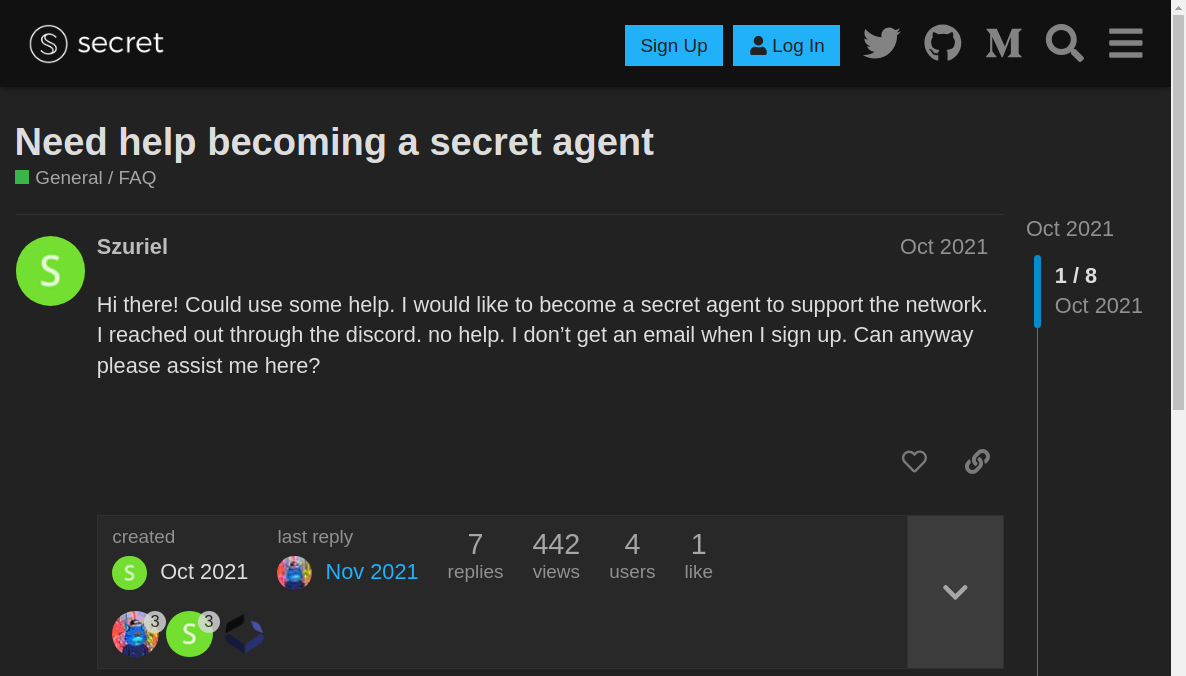 secret
Sign Up
Log In
Need help becoming a secret agent
General / FAQ
Szuriel
Oct 2021
Hi there! Could use some help. I would like to become a secret agent to support the network.
I reached out through the discord. no help. I don’t get an email when I sign up. Can anyway
please assist me here?
Oct 2021
1 / 8
Oct 2021
created
S Oct 2021
last reply
Nov 2021
7
replies
442
views
4
users
1
like
3
S 3